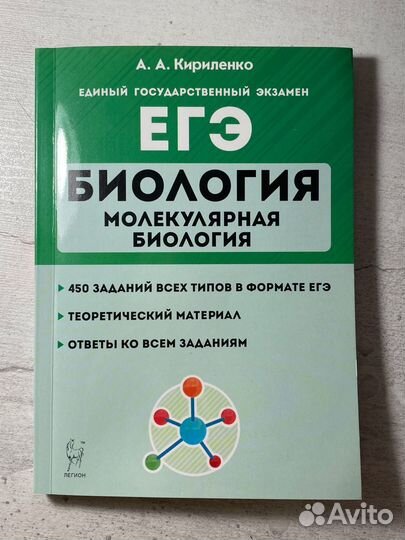 А. А. Кириленко
ЕДИНЫЙ ГОСУДАРСТВЕННЫЙ ЭКЗАМЕН
ЕГЭ
БИОЛОГИЯ
МОЛЕКУЛЯРНАЯ
БИОЛОГИЯ
450 ЗАДАНИЙ ВСЕХ ТИПОВ В ФОРМАТЕ ЕГЭ
ТЕОРЕТИЧЕСКИЙ МАТЕРИАЛ
ОТВЕТЫ КО ВСЕМ ЗАДАНИЯМ
TM
ЛЕГИОН
Avito